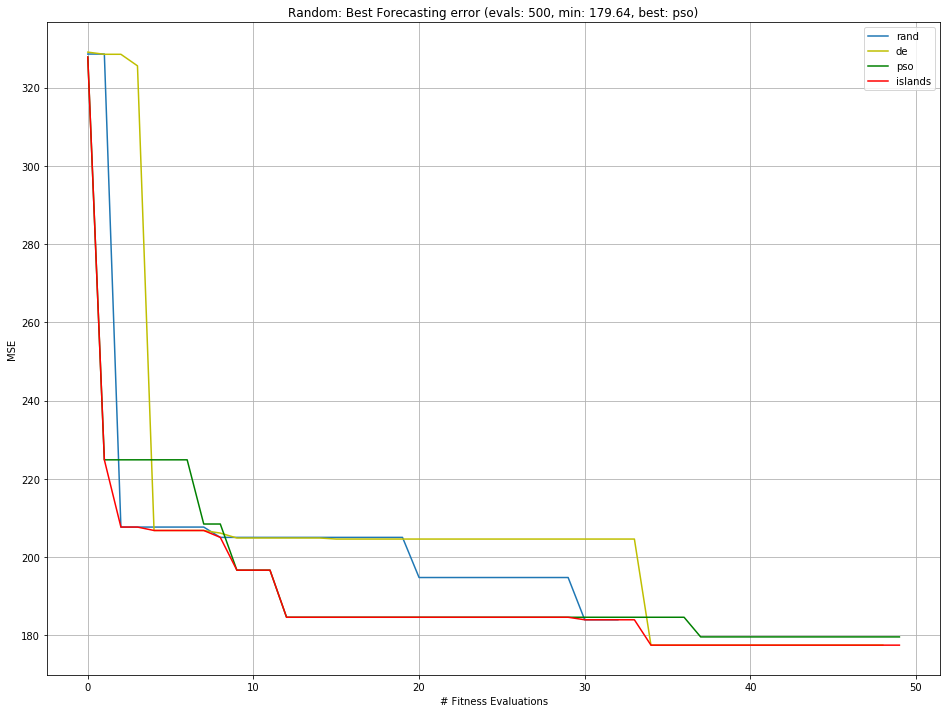 Random: Best Forecasting error (evals: 500, min: 179.64, best: pso)
rand
de
pso
islands
MSE
320
300
280
260
240
220
200
180
0 10 20 30 40 50
# Fitness Evaluations